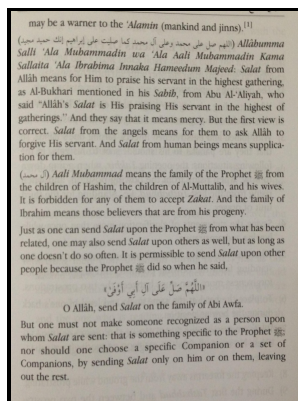 may be a warner to the 'Alamin (mankind and jinns).[1]
(اللهم صل على محمد وعلى آل محمد كما صليت على إبراهيم إنك حميد مجيد) Allâhumma
Salli 'Ala Muhammadin wa 'Ala Aali Muhammadin Kama
Sallaita 'Ala Ibrahima Innaka Hameedum Majeed: Salat from
Allâh means for Him to praise his servant in the highest gathering,
as Al-Bukhari mentioned in his Sahih, from Abu Al-'Aliyah, who
said "Allâh's Salat is His praising His servant in the highest of
gatherings." And they say that it means mercy. But the first view is
correct. Salat from the angels means for them to ask Allâh to
forgive His servant. And Salat from human beings means supplica-
tion for them.
(آل محمد) Aali Muhammad means the family of the Prophet ﷺ from
the children of Hashim, the children of Al-Muttalib, and his wives.
It is forbidden for any of them to accept Zakat. And the family of
Ibrahim means those believers that are from his progeny.
Just as one can send Salat upon the Prophet ﷺ from what has been
related, one may also send Salat upon others as well, but as long as
one doesn't do so often. It is permissible to send Salat upon other
people because the Prophet ﷺ did so when he said,
«اللَّهُمَّ صَلِّ عَلَى آلِ أَبِي أَوْفَى»
O Allâh, send Salat on the family of Abi Awfa.
But one must not make someone recognized as a person upon
whom Salat are sent: that is something specific to the Prophet ﷺ;
nor should one choose a specific Companion or a set of
Companions, by sending Salat only on him or on them, leaving
out the rest.